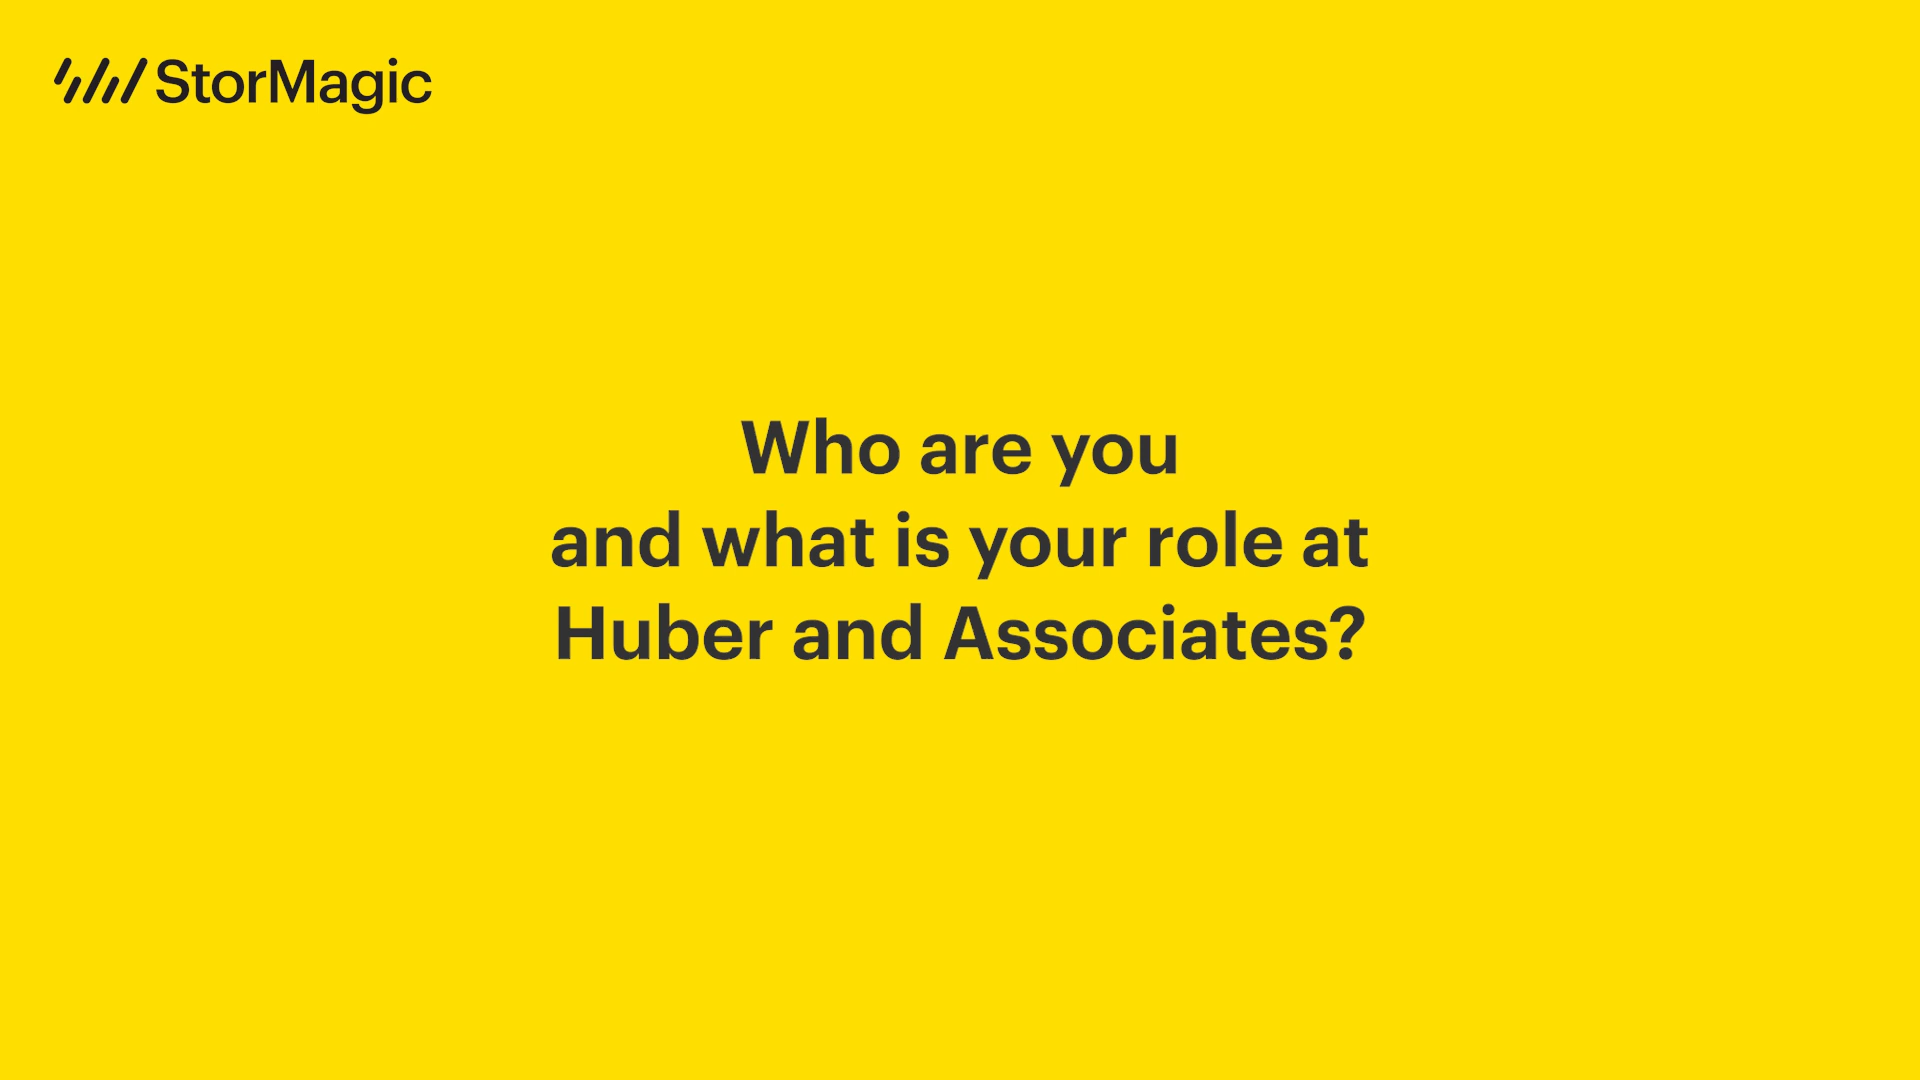 StorMagic
Who are you
and what is your role at
Huber and Associates?